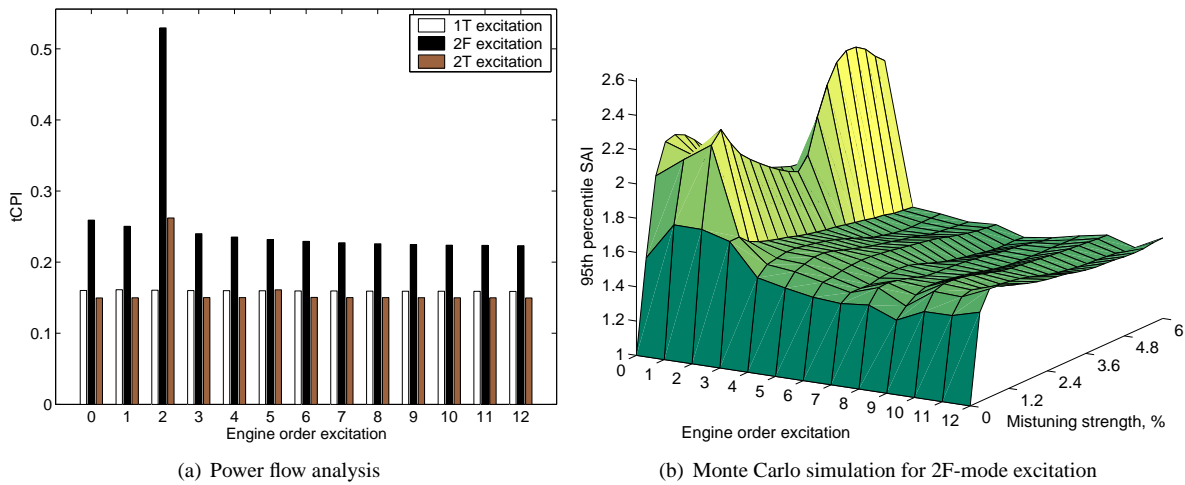 1T excitation
2F excitation
2T excitation
0.5
0.4
0.3
0.2
0.1
0
tCPI
0 1 2 3 4 5 6 7 8 9 10 11 12
Engine order excitation
(a) Power flow analysis
2.6
2.4
2.2
2
1.8
1.6
1.4
1.2
1
95th percentile SAI
0 1 2 3 4 5 6 7 8 9 10 11 12
Engine order excitation
0 1.2 2.4 3.6 4.8 6
Mistuning strength, %
(b) Monte Carlo simulation for 2F-mode excitation